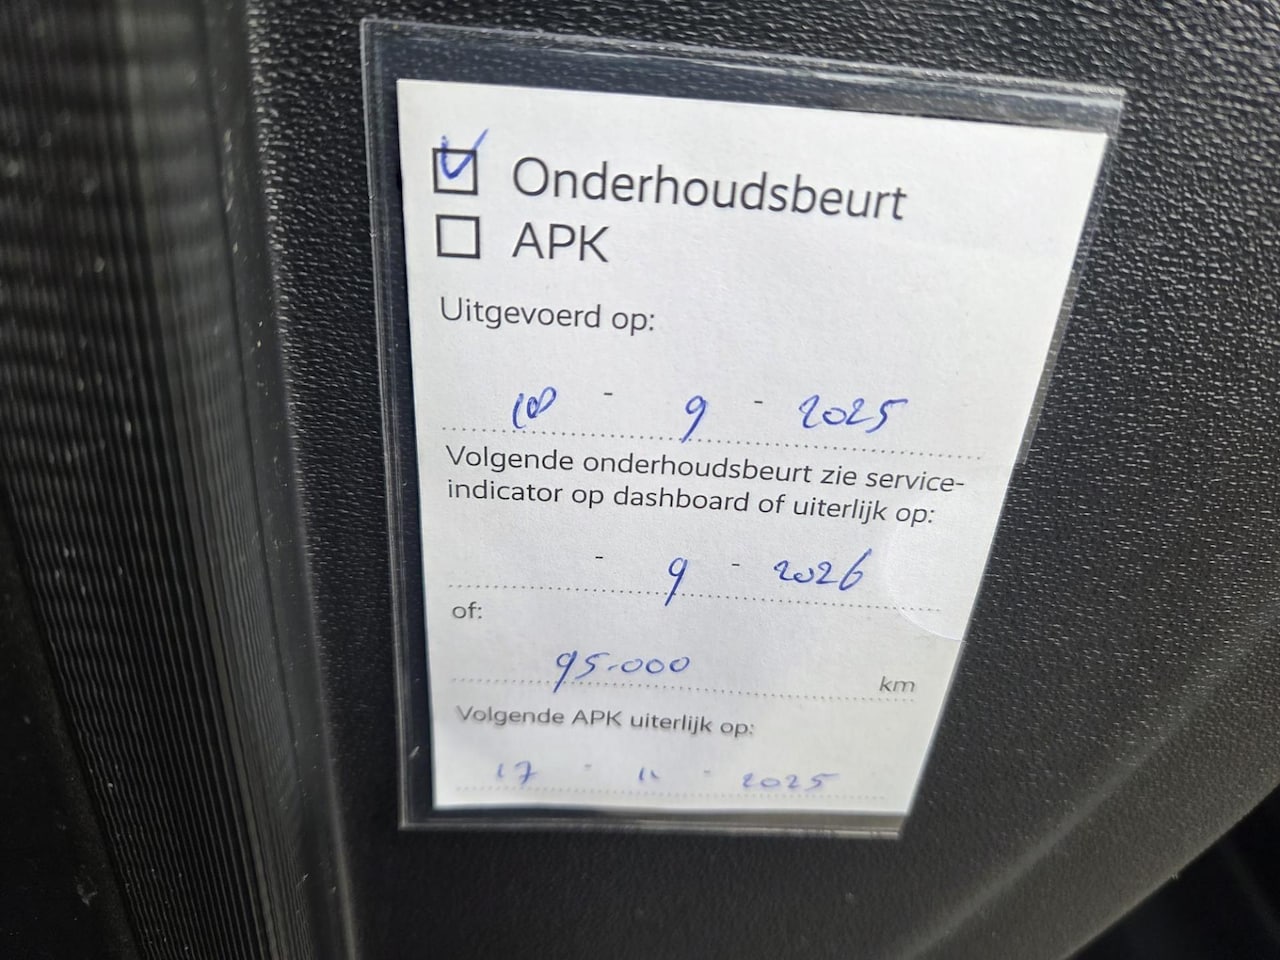 Onderhoudsbeurt
APK
Uitgevoerd op:
18 - 9 - 2025
Volgende onderhoudsbeurt zie service-
indicator op dashboard of uiterlijk op:
- 9 - 2026
of:
95.000 km
Volgende APK uiterlijk op:
17 - 11 - 2025